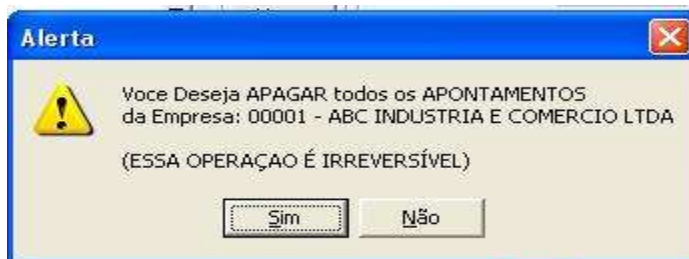 Alerta
Voce Deseja APAGAR todos os APONTAMENTOS
da Empresa: 00001 - ABC INDUSTRIA E COMERCIO LTDA
(ESSA OPERAÇAO É IRREVERSÍVEL)
Sim Não